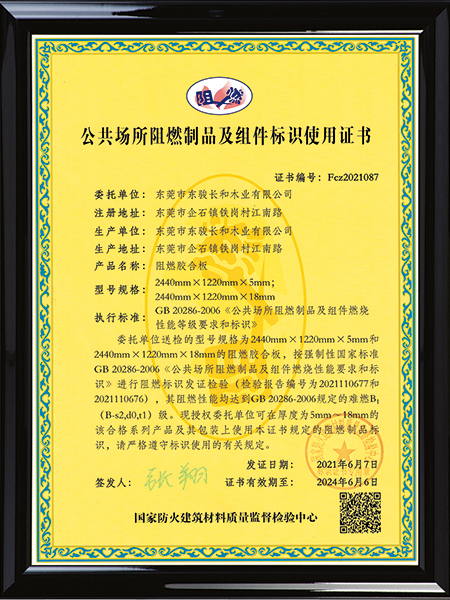 阻燃
公共场所阻燃制品及组件标识使用证书
证书编号：Fcz2021087
委托单位：东莞市东骏长和木业有限公司
注册地址：东莞市企石镇铁岗村江南路
生产单位：东莞市东骏长和木业有限公司
生产地址：东莞市企石镇铁岗村江南路
产品名称：阻燃胶合板
型号规格：2440mm×1220mm×5mm；
2440mm×1220mm×18mm
执行标准：GB 20286-2006《公共场所阻燃制品及组件燃烧
性能等级要求和标识》
委托单位送检的型号规格为2440mm×1220mm×5mm和
2440mm×1220mm×18mm的阻燃胶合板，按强制性国家标准
GB 20286-2006《公共场所阻燃制品及组件燃烧性能要求和标
识》进行阻燃标识发证检验（检验报告编号为2021110677和
2021110676），其阻燃性能均达到GB 20286-2006规定的难燃B₁
（B-s2,d0,t1）级。现授权委托单位可在厚度为5mm～18mm的
该合格系列产品及其包装上使用本证书规定的阻燃制品标
识，请严格遵守标识使用的有关规定。
发证日期：2021年6月7日
签发人：
证书有效期至：2024年6月6日
国家防火建筑材料质量监督检验中心